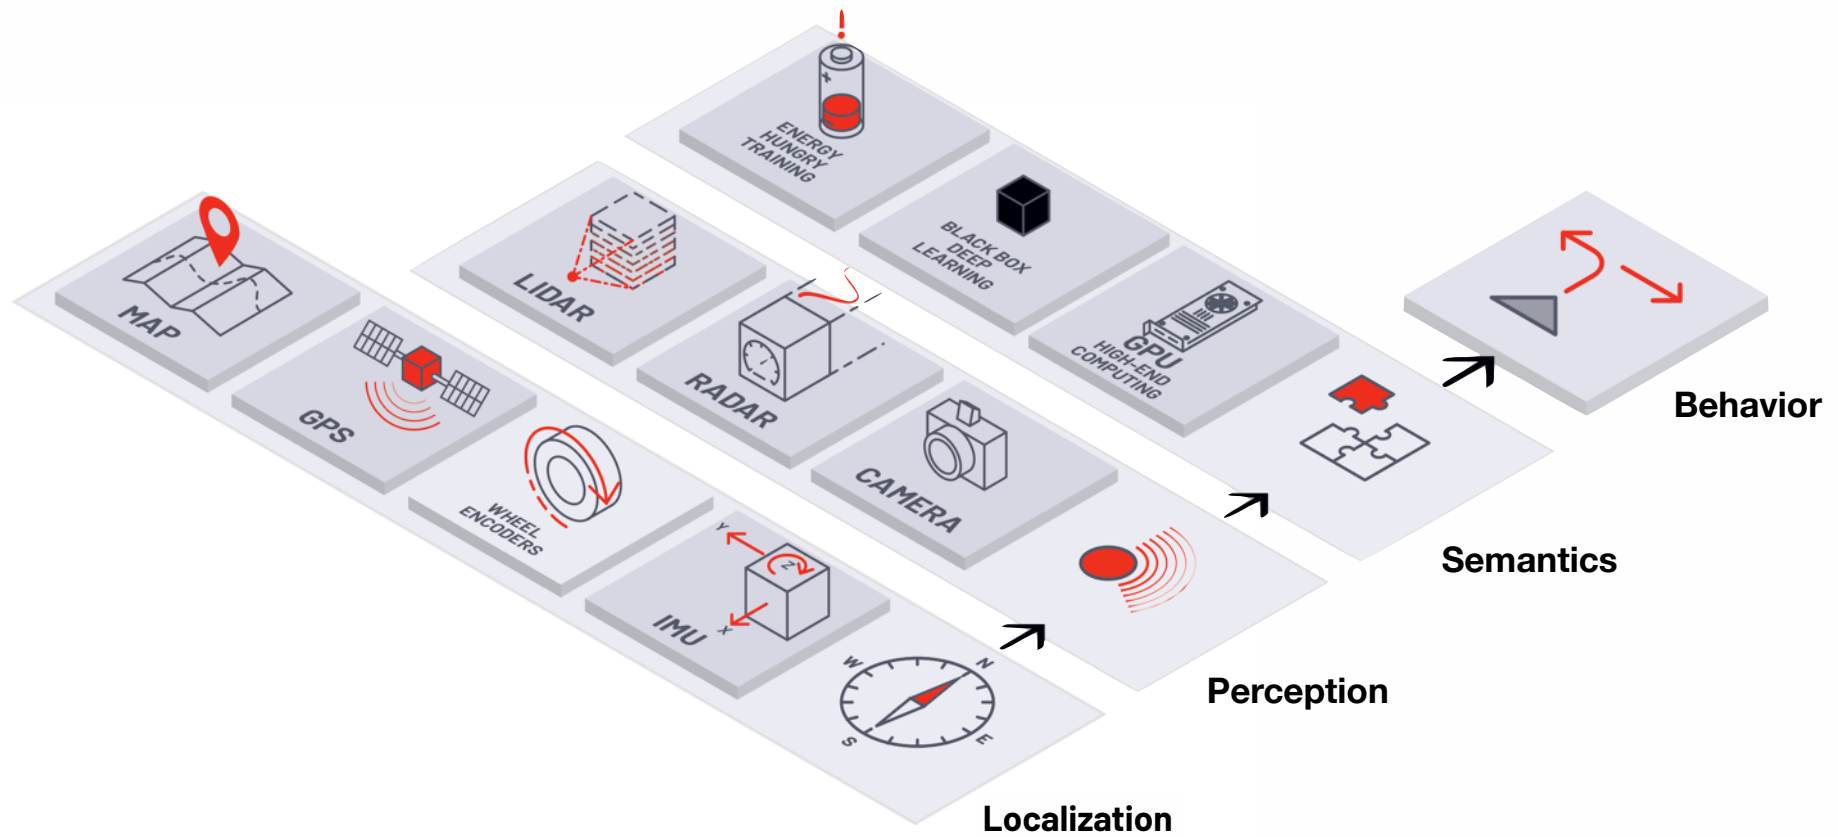 ENERGY
HUNGRY
TRAINING
BLACK BOX
DEEP
LEARNING
GPU
HIGH-END
COMPUTING
Semantics
LIDAR
RADAR
CAMERA
Perception
MAP
GPS
WHEEL
ENCODERS
IMU
Y
Z
X
W
N
S
E
Localization
Behavior